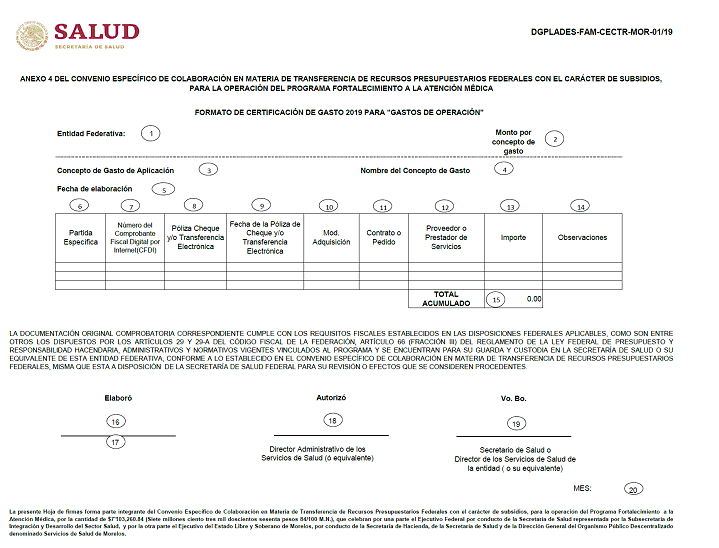 SALUD
SECRETARÍA DE SALUD
DGPLADES-FAM-CECTR-MOR-01/19
ANEXO 4 DEL CONVENIO ESPECÍFICO DE COLABORACIÓN EN MATERIA DE TRANSFERENCIA DE RECURSOS PRESUPUESTARIOS FEDERALES CON EL CARÁCTER DE SUBSIDIOS,
PARA LA OPERACIÓN DEL PROGRAMA FORTALECIMIENTO A LA ATENCIÓN MÉDICA
FORMATO DE CERTIFICACIÓN DE GASTO 2019 PARA "GASTOS DE OPERACIÓN"
Entidad Federativa: 1
Monto por concepto de gasto 2
Concepto de Gasto de Aplicación 3
Nombre del Concepto de Gasto 4
Fecha de elaboración 5
6 7 8 9 10 11 12 13 14
Partida Específica
Número del Comprobante Fiscal Digital por Internet(CFDI)
Póliza Cheque y/o Transferencia Electrónica
Fecha de la Póliza de Cheque y/o Transferencia Electrónica
Mod. Adquisición
Contrato o Pedido
Proveedor o Prestador de Servicios
Importe
Observaciones
TOTAL ACUMULADO 15 0.00
LA DOCUMENTACIÓN ORIGINAL COMPROBATORIA CORRESPONDIENTE CUMPLE CON LOS REQUISITOS FISCALES ESTABLECIDOS EN LAS DISPOSICIONES FEDERALES APLICABLES, COMO SON ENTRE
OTROS LOS DISPUESTOS POR LOS ARTÍCULOS 29 Y 29-A DEL CÓDIGO FISCAL DE LA FEDERACIÓN, ARTÍCULO 66 (FRACCIÓN III) DEL REGLAMENTO DE LA LEY FEDERAL DE PRESUPUESTO Y
RESPONSABILIDAD HACENDARIA, ADMINISTRATIVOS Y NORMATIVOS VIGENTES VINCULADOS AL PROGRAMA Y SE ENCUENTRAN PARA SU GUARDA Y CUSTODIA EN LA SECRETARÍA DE SALUD O SU
EQUIVALENTE DE ESTA ENTIDAD FEDERATIVA, CONFORME A LO ESTABLECIDO EN EL CONVENIO ESPECÍFICO DE COLABORACIÓN EN MATERIA DE TRANSFERENCIA DE RECURSOS PRESUPUESTARIOS
FEDERALES, MISMA QUE ESTA A DISPOSICIÓN DE LA SECRETARÍA DE SALUD FEDERAL PARA SU REVISIÓN O EFECTOS QUE SE CONSIDEREN PROCEDENTES.
Elaboró
16
17
Autorizó
18
Director Administrativo de los
Servicios de Salud (ó equivalente)
Vo. Bo.
19
Secretario de Salud o
Director de los Servicios de Salud de
la entidad ( o su equivalente)
MES: 20
La presente Hoja de firmas forma parte integrante del Convenio Específico de Colaboración en Materia de Transferencia de Recursos Presupuestarios Federales con el carácter de subsidios, para la operación del Programa Fortalecimiento a la
Atención Médica, por la cantidad de $7'103,260.84 (Siete millones ciento tres mil doscientos sesenta pesos 84/100 M.N.), que celebran por una parte el Ejecutivo Federal por conducto de la Secretaría de Salud representada por la Subsecretaría de
Integración y Desarrollo del Sector Salud, y por la otra parte el Ejecutivo del Estado Libre y Soberano de Morelos, por conducto de la Secretaría de Hacienda, de la Secretaría de Salud y de la Dirección General del Organismo Público Descentralizado
denominado Servicios de Salud de Morelos.